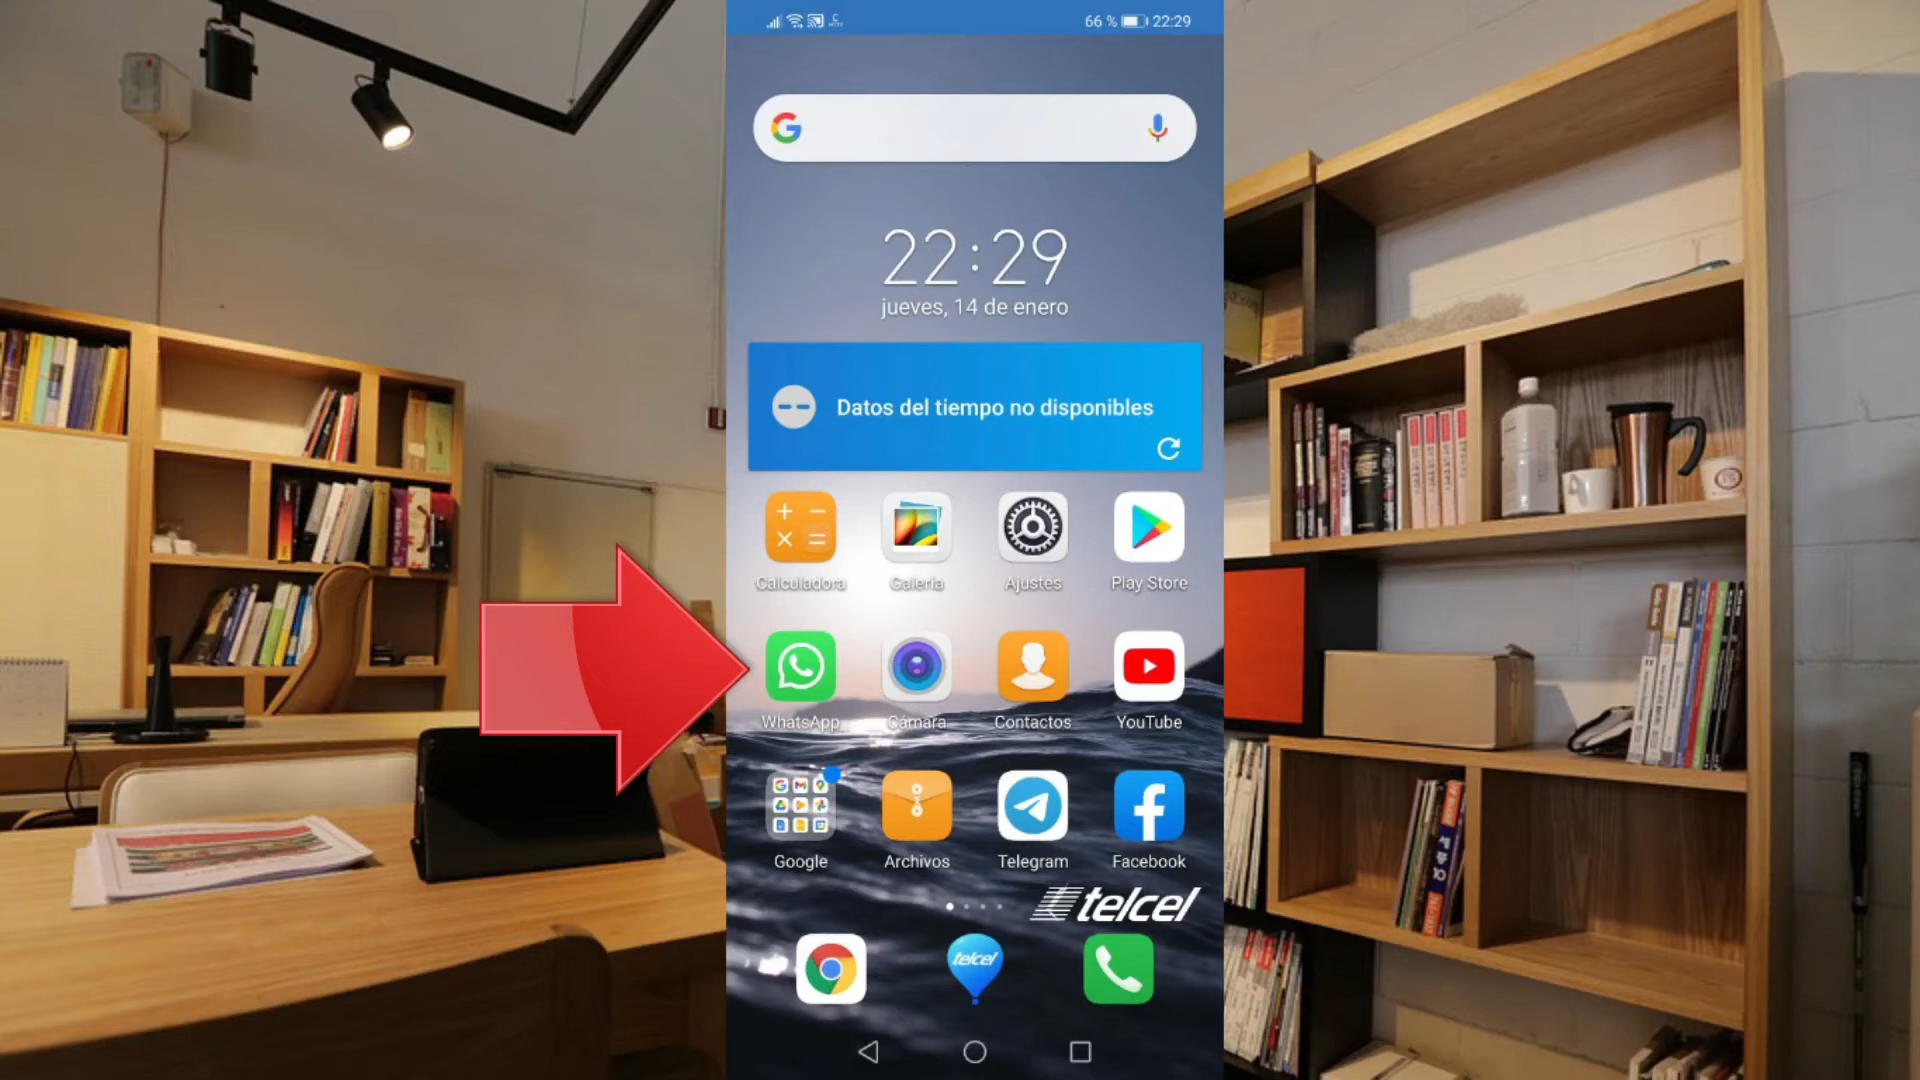 66 % 22:29
22:29
jueves, 14 de enero
Datos del tiempo no disponibles
Calculadora Galería Ajustes Play Store
WhatsApp Cámara Contactos YouTube
Google Archivos Telegram Facebook
telcel
telcel